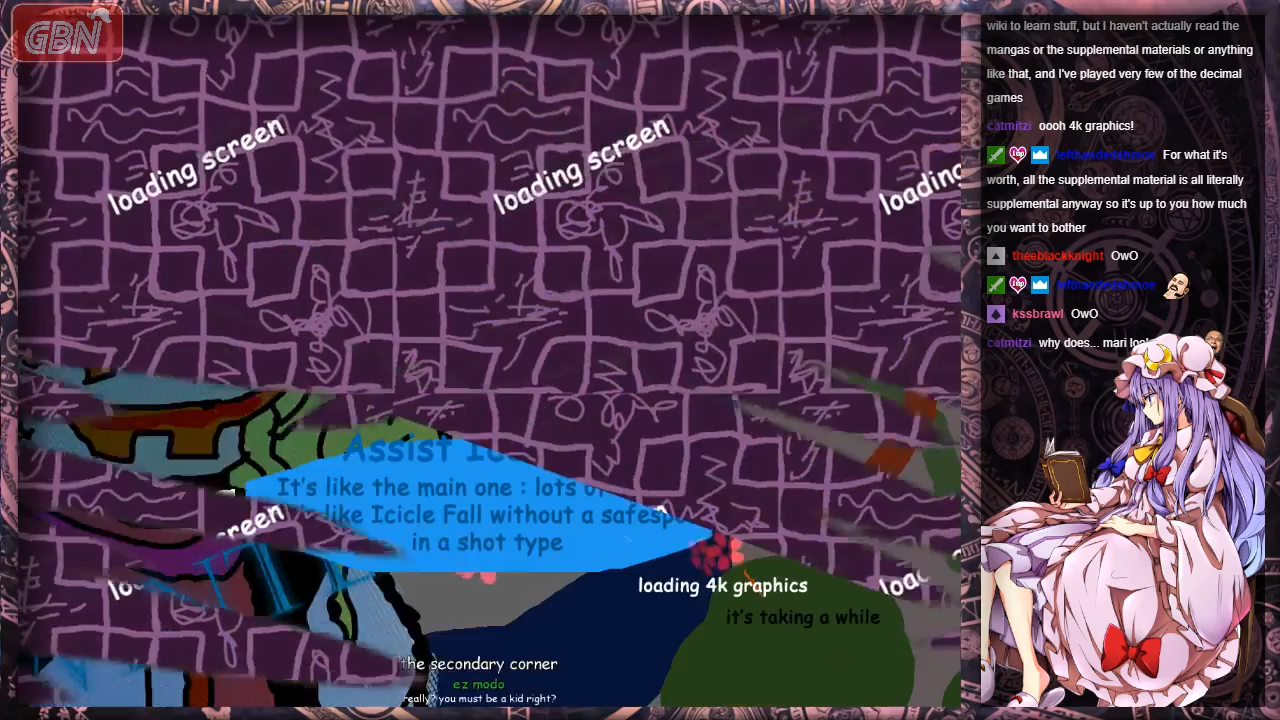 GBN
loading screen
loading screen
loading
Assist
It's like the main one : lots
like Icicle Fall without a safesp
in a shot type
screen
loading 4k graphics
it's taking a while
the secondary corner
ez modo
really? you must be a kid right?
wiki to learn stuff, but I haven't actually read the
mangas or the supplemental materials or anything
like that, and I've played very few of the decimal
games
catmitzi oooh 4k graphics!
For what it's
worth, all the supplemental material is all literally
supplemental anyway so it's up to you how much
you want to bother
theeblackknight OwO
kssbrawl OwO
catmitzi why does... mari